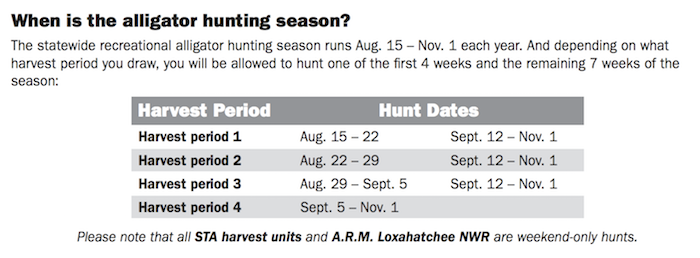 When is the alligator hunting season?
The statewide recreational alligator hunting season runs Aug. 15 – Nov. 1 each year. And depending on what
harvest period you draw, you will be allowed to hunt one of the first 4 weeks and the remaining 7 weeks of the
season:
Harvest Period Hunt Dates
Harvest period 1 Aug. 15 – 22 Sept. 12 – Nov. 1
Harvest period 2 Aug. 22 – 29 Sept. 12 – Nov. 1
Harvest period 3 Aug. 29 – Sept. 5 Sept. 12 – Nov. 1
Harvest period 4 Sept. 5 – Nov. 1
Please note that all STA harvest units and A.R.M. Loxahatchee NWR are weekend-only hunts.